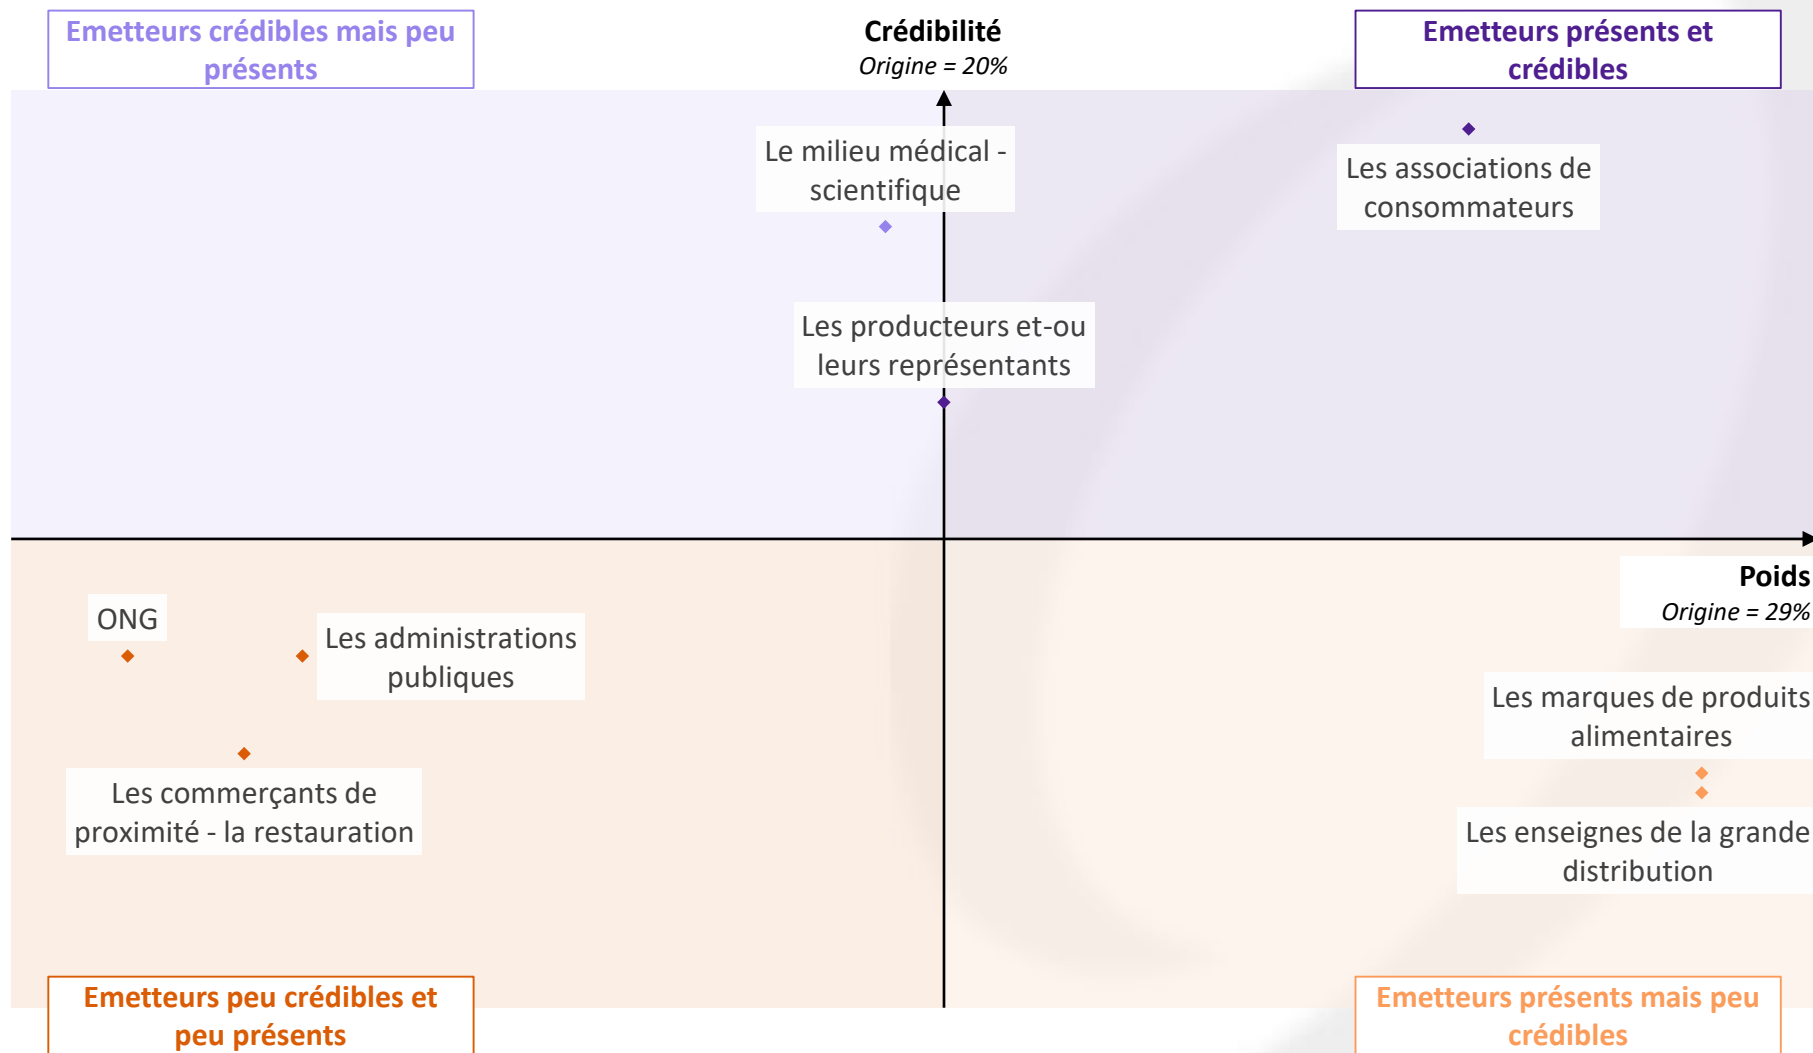 Emetteurs crédibles mais peu
présents
Crédibilité
Origine = 20%
Emetteurs présents et
crédibles
Le milieu médical -
scientifique
Les associations de
consommateurs
Les producteurs et-ou
leurs représentants
Poids
Origine = 29%
ONG
Les administrations
publiques
Les marques de produits
alimentaires
Les commerçants de
proximité - la restauration
Les enseignes de la grande
distribution
Emetteurs peu crédibles et
peu présents
Emetteurs présents mais peu
crédibles